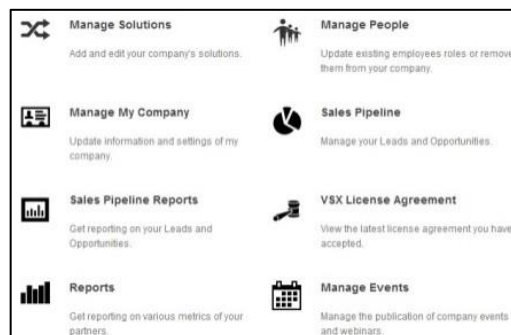 Manage Solutions
Add and edit your company's solutions.
Manage People
Update existing employees roles or remove
them from your company.
Manage My Company
Update information and settings of my
company.
Sales Pipeline
Manage your Leads and Opportunities.
Sales Pipeline Reports
Get reporting on your Leads and
Opportunities.
VSX License Agreement
View the latest license agreement you have
accepted.
Reports
Get reporting on various metrics of your
partners.
Manage Events
Manage the publication of company events
and webinars.